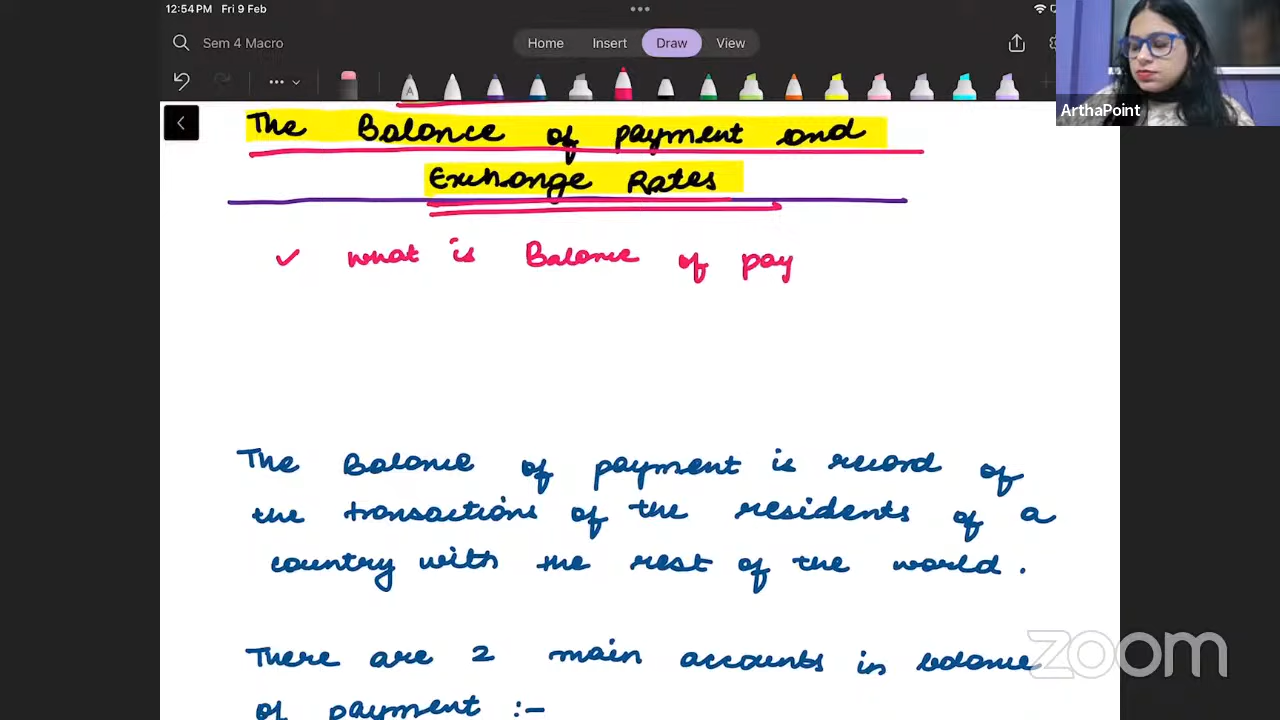 12:54 PM Fri 9 Feb
Sem 4 Macro
Home Insert Draw View
A
ArthaPoint
The Balance of payment and
Exchange Rates
✓ what is Balance of pay
The Balance of payment is record of
the transactions of the residents of a
country with the rest of the world.
There are 2 main accounts in balance
of payment :-
zoom